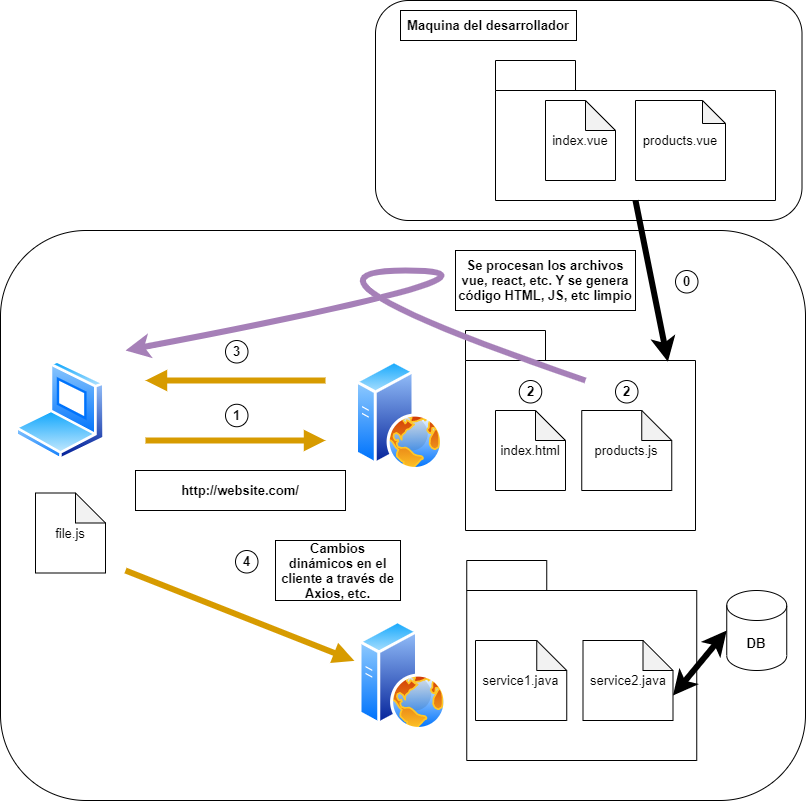 Maquina del desarrollador
index.vue
products.vue
Se procesan los archivos
vue, react, etc. Y se genera
código HTML, JS, etc limpio
0
3
2
2
1
index.html
products.js
http://website.com/
file.js
4
Cambios
dinámicos en el
cliente a través de
Axios, etc.
service1.java
service2.java
DB